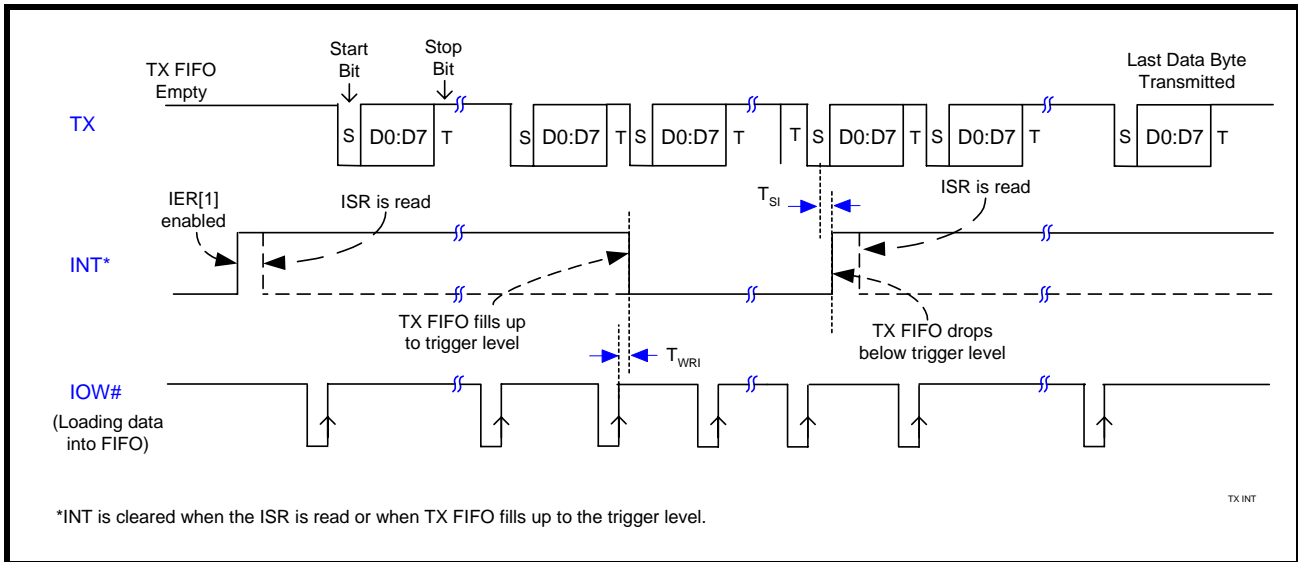 Start
Bit
Stop
Bit
TX FIFO
Empty
Last Data Byte
Transmitted
TX
S D0:D7 T S D0:D7 T S D0:D7 T T S D0:D7 T S D0:D7 T S D0:D7 T
IER[1]
enabled
ISR is read
TSI
ISR is read
INT*
TX FIFO fills up
to trigger level
TX FIFO drops
below trigger level
TWRI
IOW#
(Loading data
into FIFO)
TX INT
*INT is cleared when the ISR is read or when TX FIFO fills up to the trigger level.